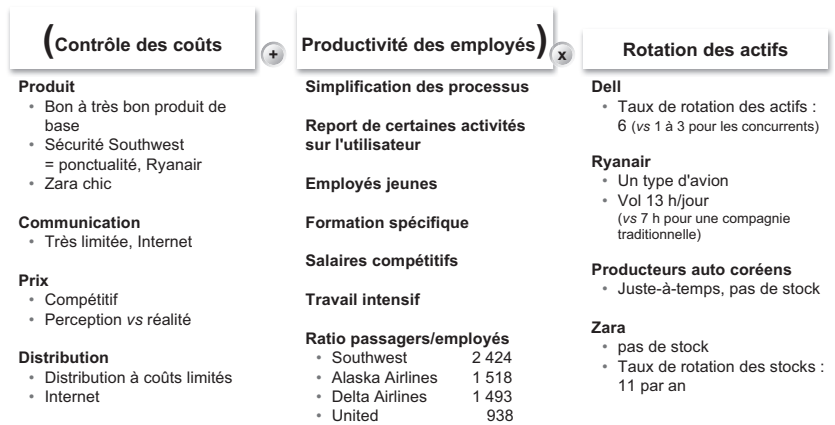 (Contrôle des coûts
+
Productivité des employés)
x
Rotation des actifs
Produit
• Bon à très bon produit de
base
• Sécurité Southwest
= ponctualité, Ryanair
• Zara chic
Communication
• Très limitée, Internet
Prix
• Compétitif
• Perception vs réalité
Distribution
• Distribution à coûts limités
• Internet
Simplification des processus
Report de certaines activités
sur l'utilisateur
Employés jeunes
Formation spécifique
Salaires compétitifs
Travail intensif
Ratio passagers/employés
• Southwest 2 424
• Alaska Airlines 1 518
• Delta Airlines 1 493
• United 938
Dell
• Taux de rotation des actifs :
6 (vs 1 à 3 pour les concurrents)
Ryanair
• Un type d'avion
• Vol 13 h/jour
(vs 7 h pour une compagnie
traditionnelle)
Producteurs auto coréens
• Juste-à-temps, pas de stock
Zara
• pas de stock
• Taux de rotation des stocks :
11 par an